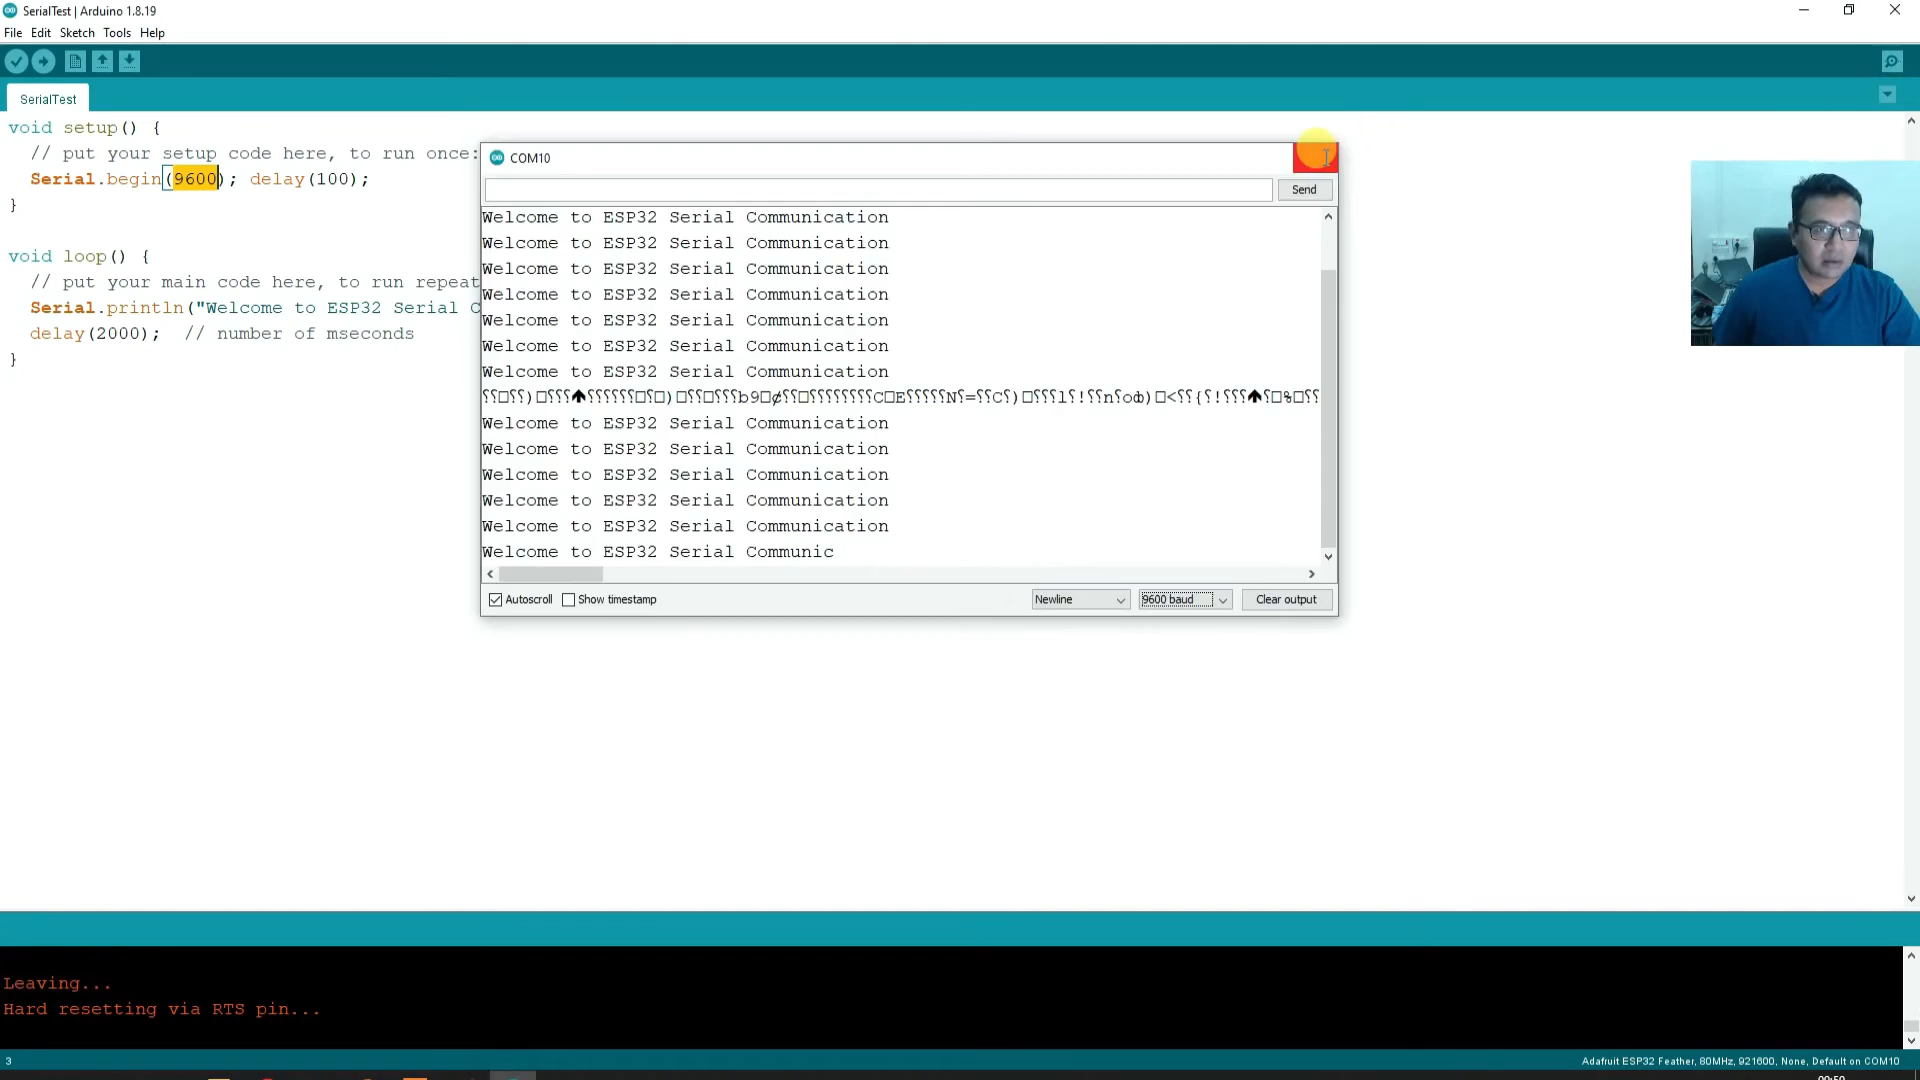 SerialTest | Arduino 1.8.19
File Edit Sketch Tools Help
SerialTest
void setup() {
// put your setup code here, to run once:
Serial.begin(9600); delay(100);
}
void loop() {
// put your main code here, to run repeat
Serial.println("Welcome to ESP32 Serial C
delay(2000);  // number of mseconds
}
COM10
Send
Welcome to ESP32 Serial Communication
Welcome to ESP32 Serial Communication
Welcome to ESP32 Serial Communication
Welcome to ESP32 Serial Communication
Welcome to ESP32 Serial Communication
Welcome to ESP32 Serial Communication
Welcome to ESP32 Serial Communication
Welcome to ESP32 Serial Communication
Welcome to ESP32 Serial Communication
Welcome to ESP32 Serial Communication
Welcome to ESP32 Serial Communication
Welcome to ESP32 Serial Communication
Welcome to ESP32 Serial Communic
Autoscroll Show timestamp Newline 9600 baud Clear output
Leaving...
Hard resetting via RTS pin...
3 Adafruit ESP32 Feather, 80MHz, 921600, None, Default on COM10